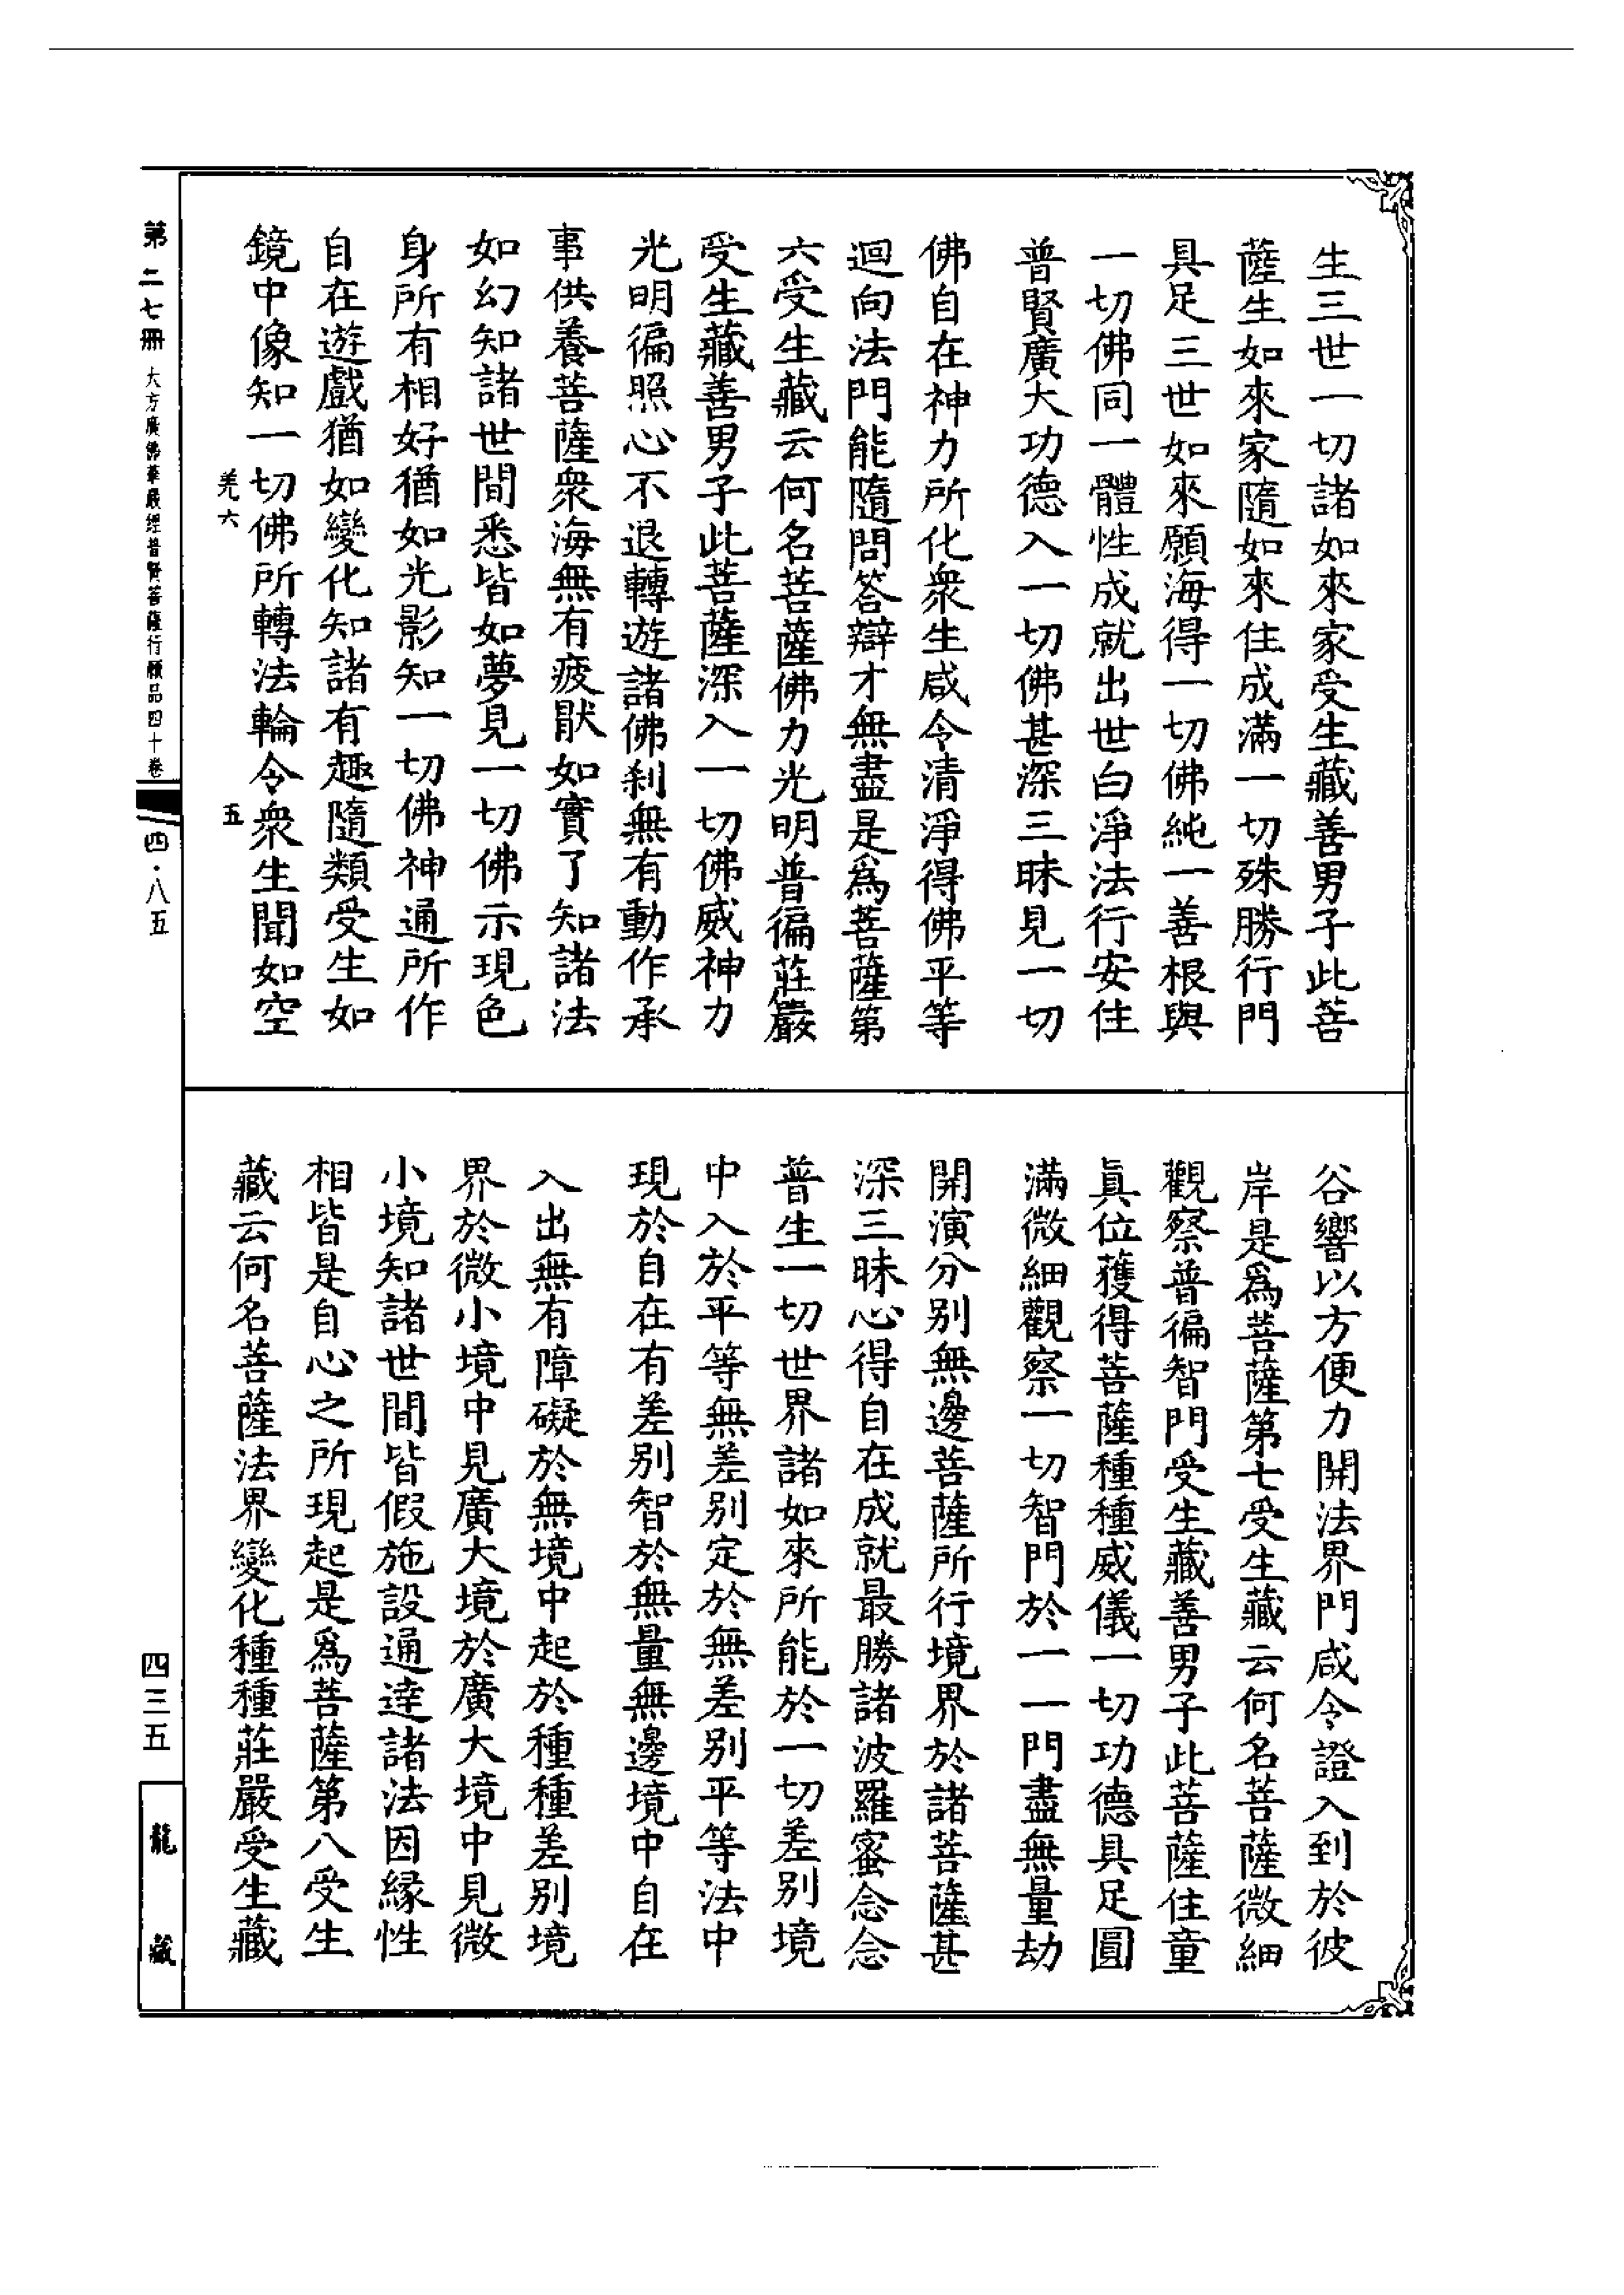 生三世一切諸如來家受生藏善男子此菩
薩生如來家隨如來住成滿一切殊勝行門
具足三世如來願海得一切佛純一善根與
一切佛同一體性成就出世白淨法行安住
普賢廣大功德入一切佛甚深三昧見一切
佛自在神力所化衆生咸令清淨得佛平等
迴向法門能隨問答辯才無盡是爲菩薩第
六受生藏云何名菩薩佛力光明普徧莊嚴
受生藏善男子此菩薩深入一切佛威神力
光明徧照心不退轉遊諸佛刹無有動作承
事供養菩薩衆海無有疲猒如實了知諸法
如幻知諸世間悉皆如夢見一切佛示現色
身所有相好猶如光影知一切佛神通所作
自在遊戲猶如變化知諸有趣隨類受生如
鏡中像知一切佛所轉法輪令衆生聞如空
羌六
五
谷響以方便力開法界門咸令證入到於彼
岸是爲菩薩第七受生藏云何名菩薩微細
觀察普徧智門受生藏善男子此菩薩住童
眞位獲得菩薩種種威儀一切功德具足圓
滿微細觀察一切智門於一一門盡無量劫
開演分別無邊菩薩所行境界於諸菩薩甚
深三昧心得自在成就最勝諸波羅蜜念念
普生一切世界諸如來所能於一切差別境
中入於平等無差別定於無差別平等法中
現於自在有差別智於無量無邊境中自在
入出無有障礙於無境中起於種種差別境
界於微小境中見廣大境於廣大境中見微
小境知諸世間皆假施設通達諸法因緣性
相皆是自心之所現起是爲菩薩第八受生
藏云何名菩薩法界變化種種莊嚴受生藏
第二七冊
大方廣佛華嚴經普賢菩薩行願品四十卷
四·八五
四三五
龍藏